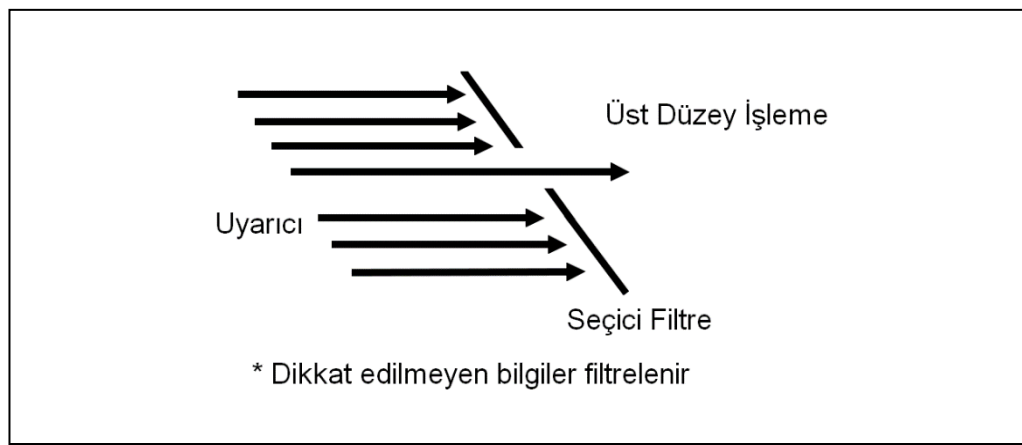 Üst Düzey İşleme
Uyarıcı
Seçici Filtre
* Dikkat edilmeyen bilgiler filtrelenir